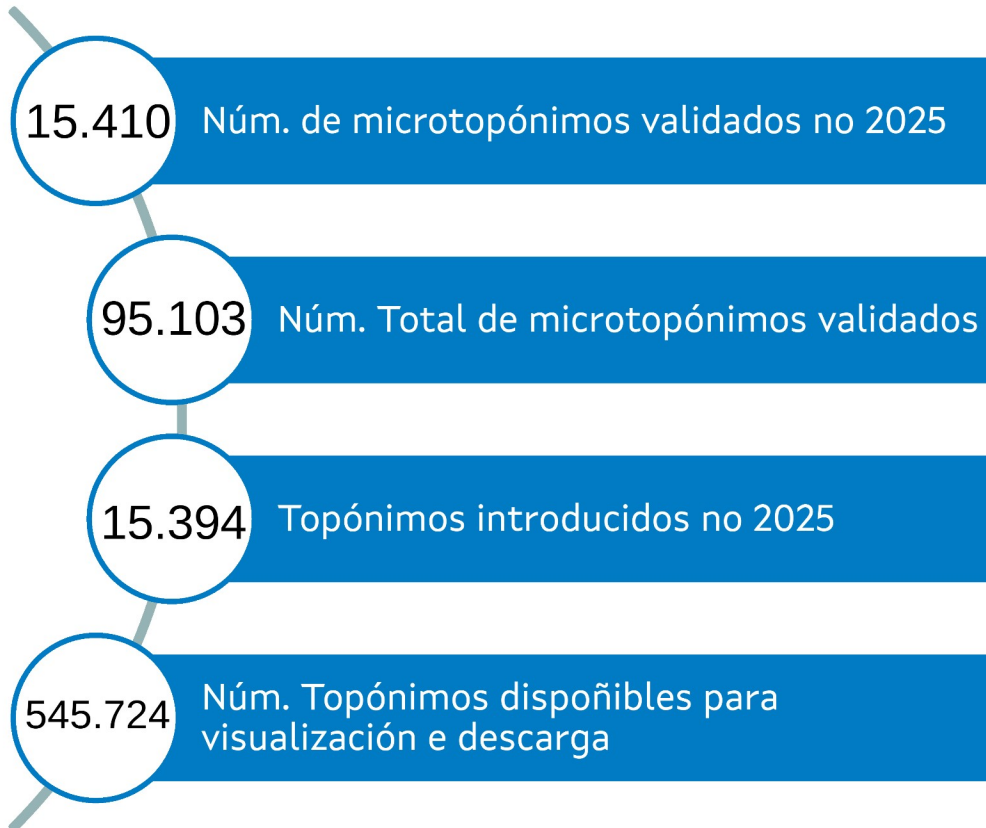 15.410
Núm. de microtopónimos validados no 2025
95.103
Núm. Total de microtopónimos validados
15.394
Topónimos introducidos no 2025
545.724
Núm. Topónimos dispoñibles para
visualización e descarga